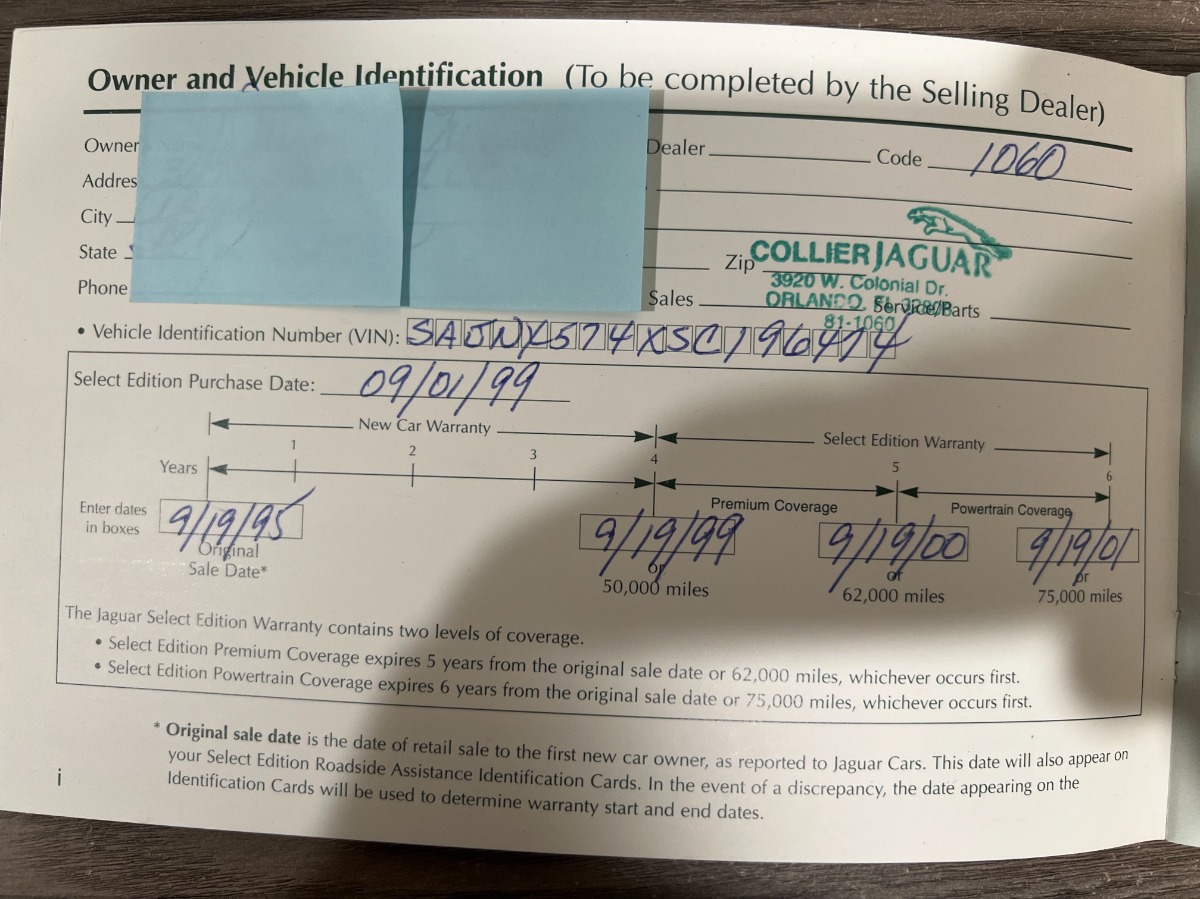 Owner and Vehicle Identification (To be completed by the Selling Dealer)
Owner Dealer Code 1060
Addres
City
State Zip COLLIER JAGUAR
3920 W. Colonial Dr.
Phone Sales ORLANDO, FL Service/Parts
81-1060
• Vehicle Identification Number (VIN): SAJNX574XSC196474
Select Edition Purchase Date: 09/01/99
New Car Warranty Select Edition Warranty
Years 1 2 3 4 5 6
Premium Coverage Powertrain Coverage
Enter dates in boxes 9/19/95 9/19/99 9/19/00 9/19/01
Original Sale Date* or 50,000 miles or 62,000 miles or 75,000 miles
The Jaguar Select Edition Warranty contains two levels of coverage.
• Select Edition Premium Coverage expires 5 years from the original sale date or 62,000 miles, whichever occurs first.
• Select Edition Powertrain Coverage expires 6 years from the original sale date or 75,000 miles, whichever occurs first.
* Original sale date is the date of retail sale to the first new car owner, as reported to Jaguar Cars. This date will also appear on
your Select Edition Roadside Assistance Identification Cards. In the event of a discrepancy, the date appearing on the
Identification Cards will be used to determine warranty start and end dates.
i